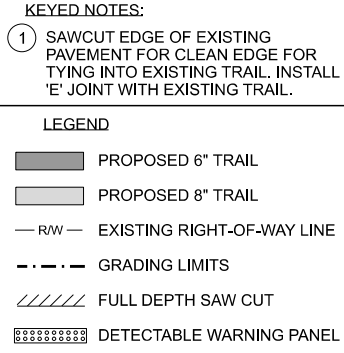 KEYED NOTES:
1 SAWCUT EDGE OF EXISTING
PAVEMENT FOR CLEAN EDGE FOR
TYING INTO EXISTING TRAIL. INSTALL
'E' JOINT WITH EXISTING TRAIL.
LEGEND
PROPOSED 6" TRAIL
PROPOSED 8" TRAIL
R/W EXISTING RIGHT-OF-WAY LINE
GRADING LIMITS
FULL DEPTH SAW CUT
DETECTABLE WARNING PANEL